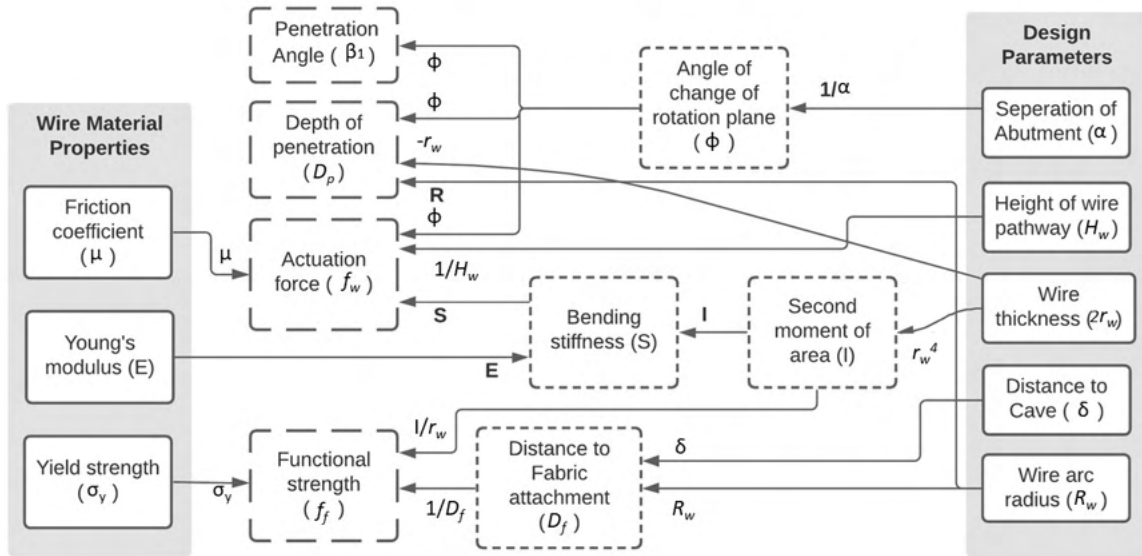 Wire Material
Properties
Friction
coefficient
(μ)
Young's
modulus (E)
Yield strength
(σy)
μ
E
σy
Penetration
Angle ( β1)
Depth of
penetration
(Dp)
Actuation
force ( fw)
Functional
strength
( ff)
ϕ
ϕ
-rw
R
ϕ
1/Hw
S
I/rw
1/Df
Bending
stiffness (S)
Distance to
Fabric
attachment
(Df)
Angle of
change of
rotation plane
( ϕ )
I
Second
moment of
area (I)
1/α
rw4
δ
Rw
Design
Parameters
Seperation of
Abutment (α)
Height of wire
pathway (Hw)
Wire
thickness (2rw)
Distance to
Cave ( δ )
Wire arc
radius (Rw)